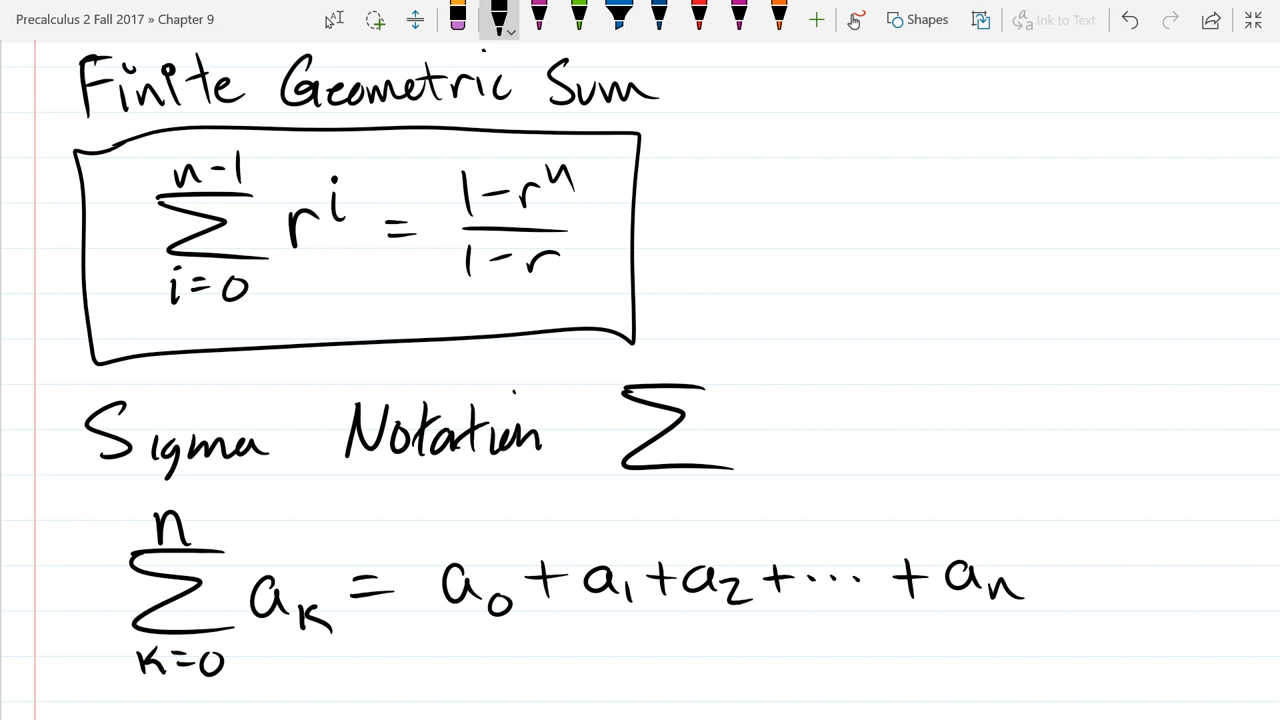 Precalculus 2 Fall 2017 » Chapter 9
Shapes
Ink to Text
Finite Geometric Sum
n-1
∑ r^i = (1-r^n)/(1-r)
i=0
Sigma Notation ∑
n
∑ a_k = a_0 + a_1 + a_2 + ··· + a_n
k=0